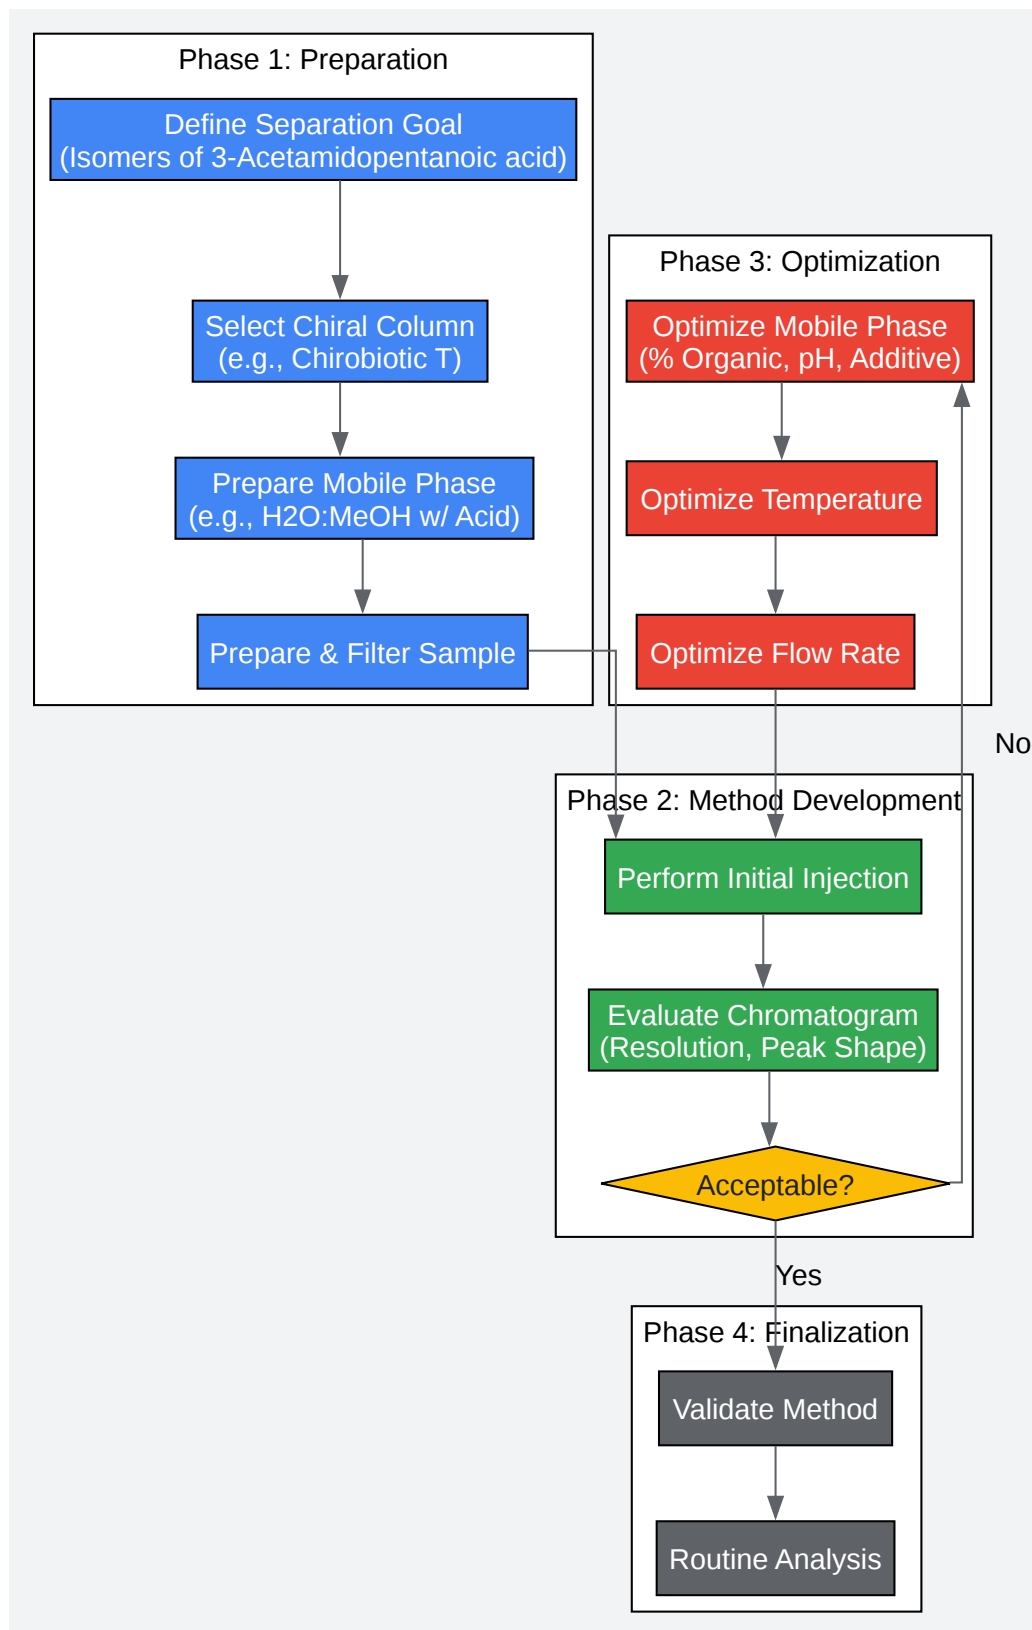 Phase 1: Preparation
Define Separation Goal
(Isomers of 3-Acetamidopentanoic acid)
Select Chiral Column
(e.g., Chirobiotic T)
Prepare Mobile Phase
(e.g., H2O:MeOH w/ Acid)
Prepare & Filter Sample
Phase 3: Optimization
Optimize Mobile Phase
(% Organic, pH, Additive)
Optimize Temperature
Optimize Flow Rate
No
Phase 2: Method Development
Perform Initial Injection
Evaluate Chromatogram
(Resolution, Peak Shape)
Acceptable?
Yes
Phase 4: Finalization
Validate Method
Routine Analysis